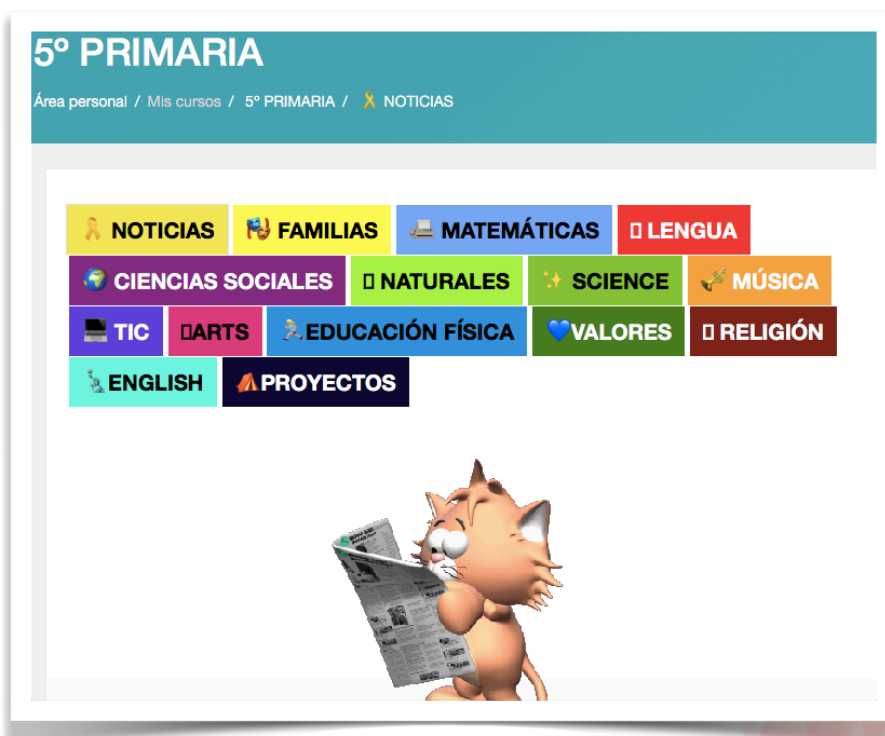 5º PRIMARIA
Área personal / Mis cursos / 5º PRIMARIA / 🎗 NOTICIAS
🎗 NOTICIAS 🎭 FAMILIAS 📠 MATEMÁTICAS ▯ LENGUA
🌍 CIENCIAS SOCIALES ▯ NATURALES ✨ SCIENCE 🎺 MÚSICA
💻 TIC ▯ARTS 🏃EDUCACIÓN FÍSICA 💙VALORES ▯ RELIGIÓN
🗽ENGLISH ⛺PROYECTOS